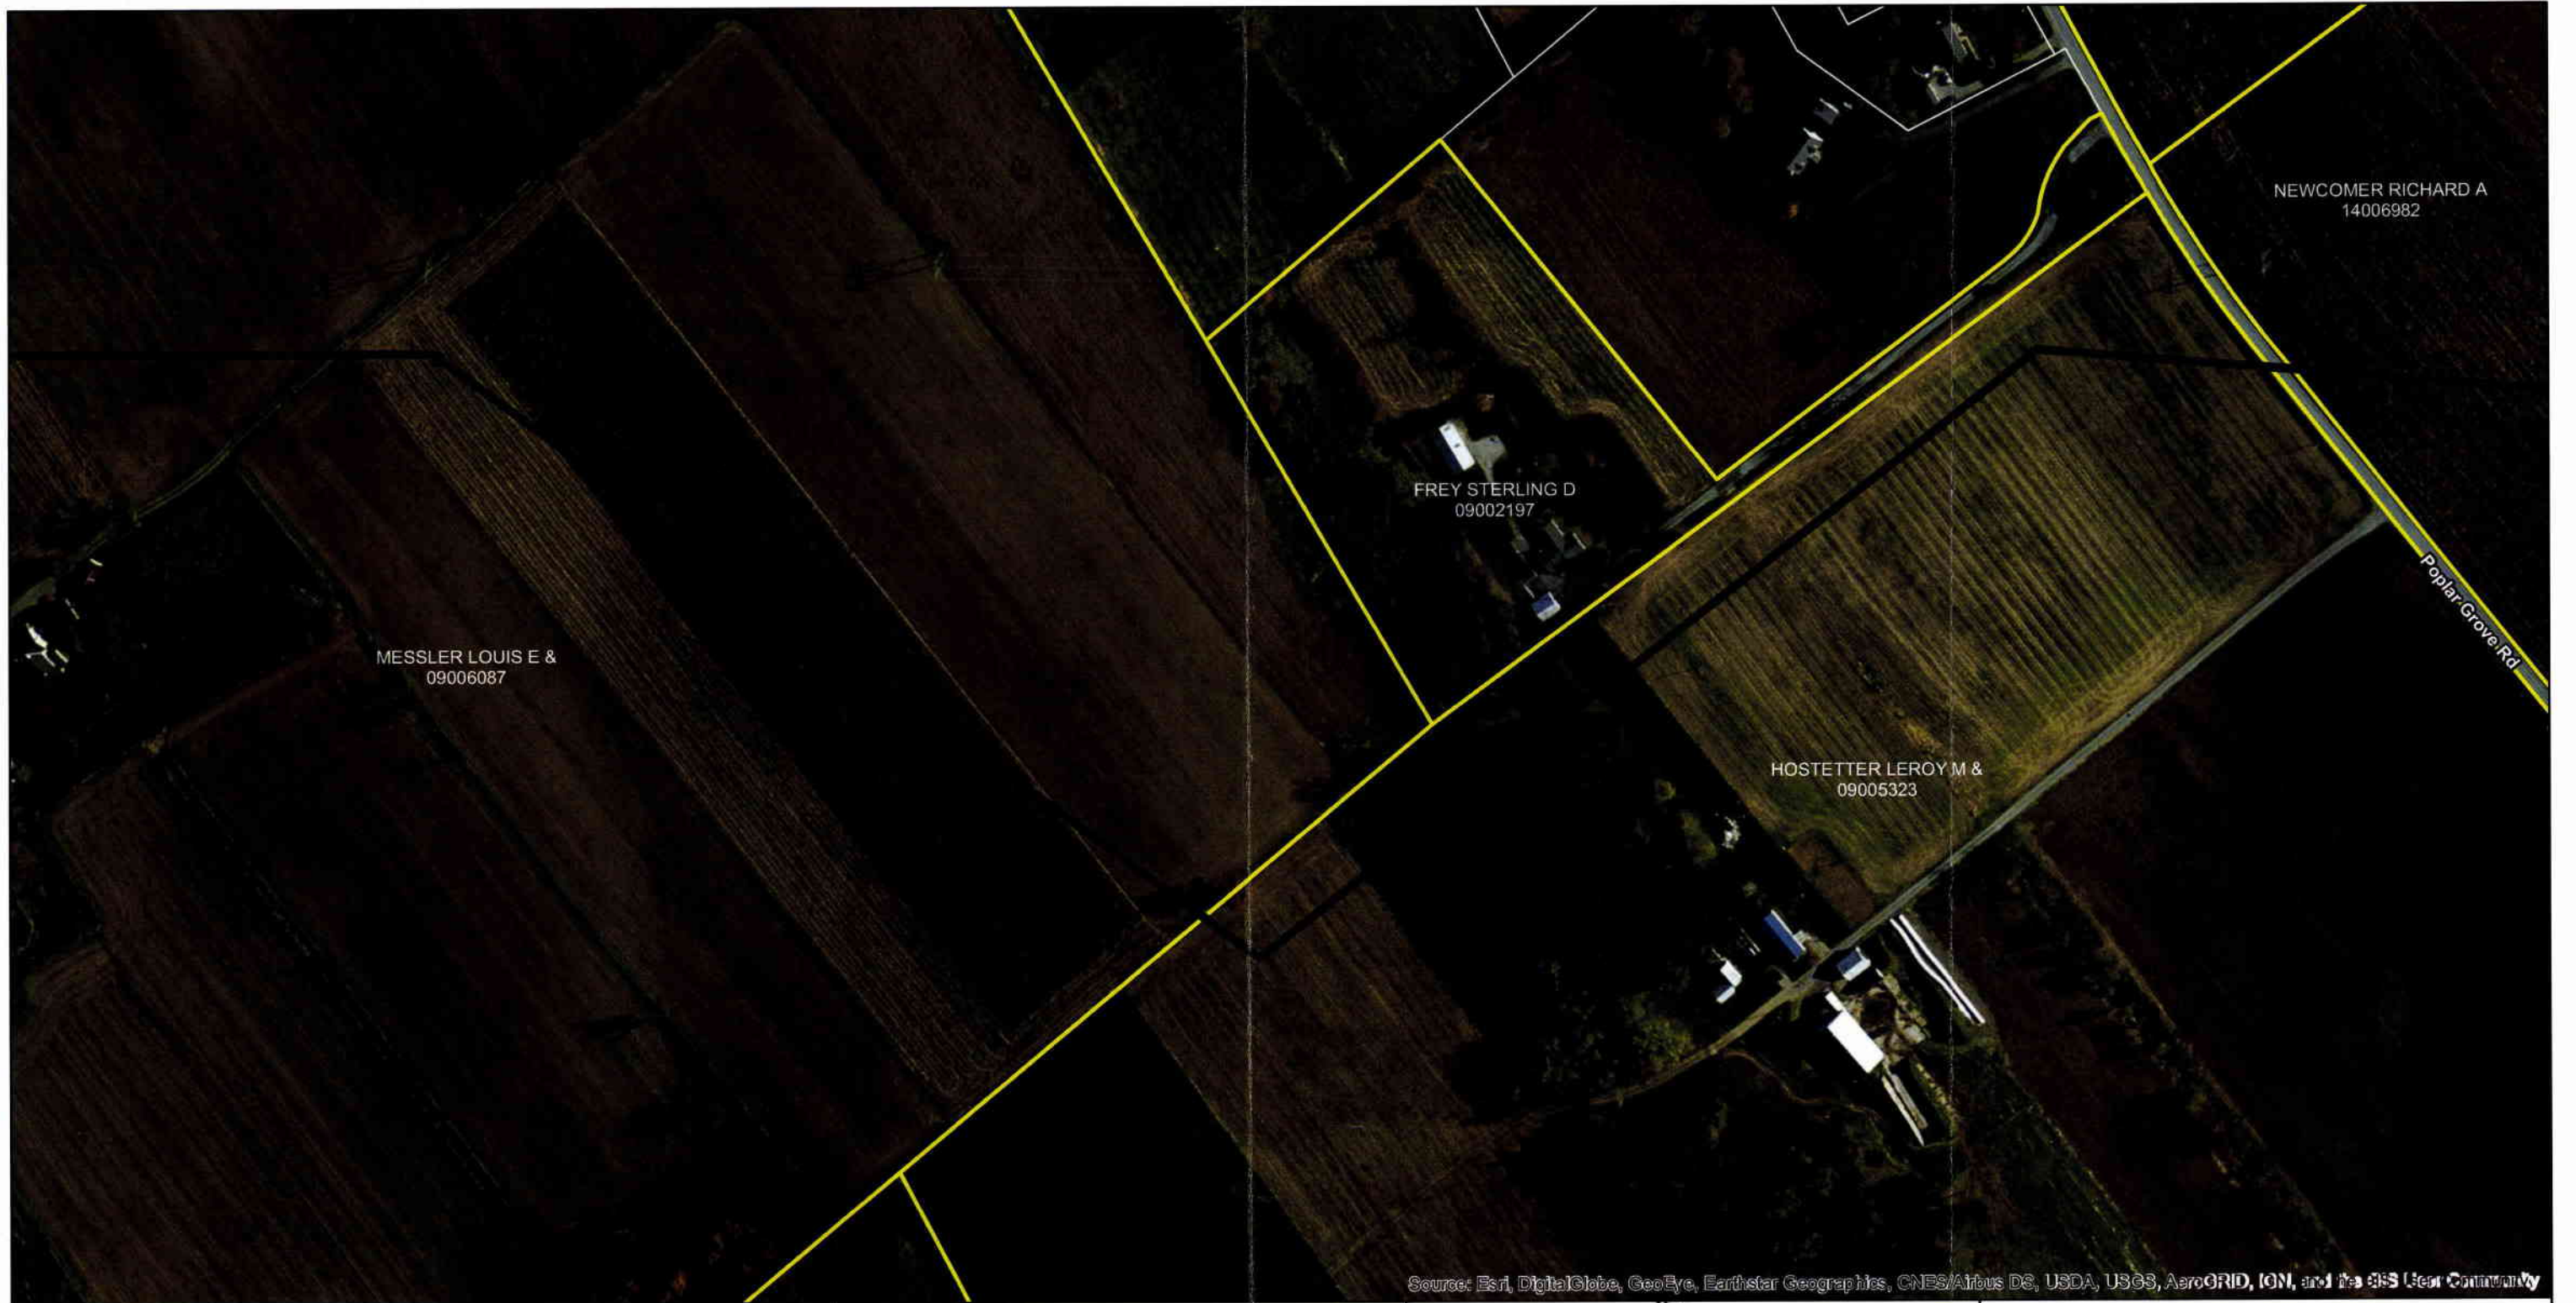 NEWCOMER RICHARD A
14006982
FREY STERLING D
09002197
Poplar Grove Rd
MESSLER LOUIS E &
09006087
HOSTETTER LEROY M &
09005323
Source: Esri, DigitalGlobe, GeoEye, Earthstar Geographics, CNES/Airbus DS, USDA, USGS, AeroGRID, IGN, and the GIS User Community